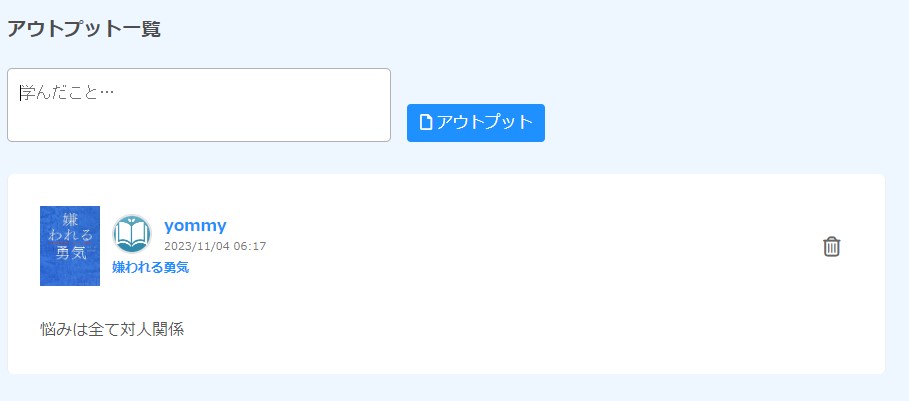 アウトプット一覧
学んだこと…
アウトプット
嫌
われる
勇気
yommy
2023/11/04 06:17
嫌われる勇気
悩みは全て対人関係